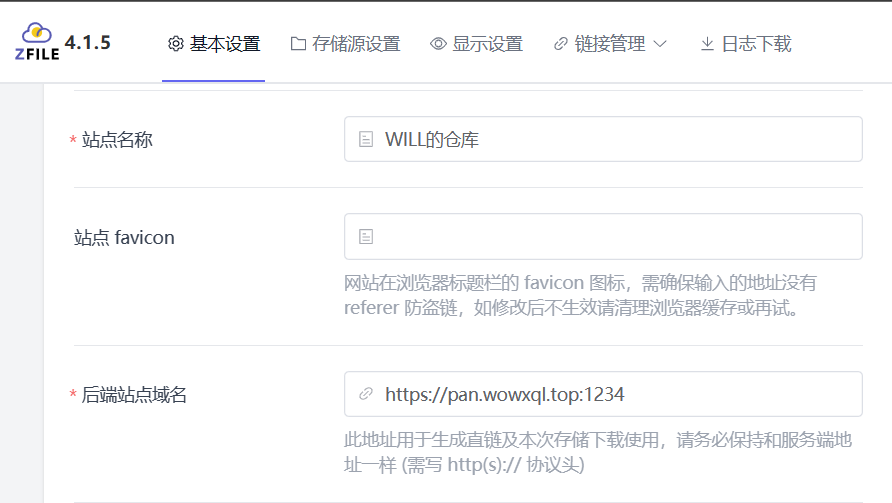 ZFILE 4.1.5 基本设置 存储源设置 显示设置 链接管理 日志下载
* 站点名称 WILL的仓库
站点 favicon
网站在浏览器标题栏的 favicon 图标，需确保输入的地址没有
referer 防盗链，如修改后不生效请清理浏览器缓存或再试。
* 后端站点域名 https://pan.wowxql.top:1234
此地址用于生成直链及本次存储下载使用，请务必保持和服务端地
址一样 (需写 http(s):// 协议头)